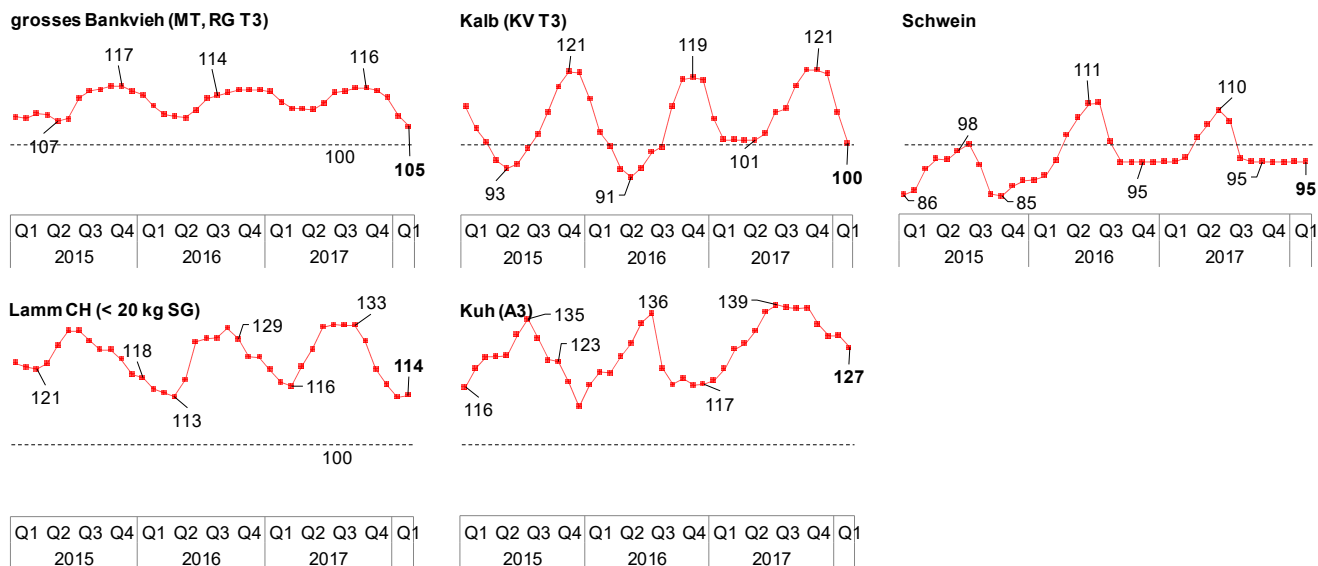 grosses Bankvieh (MT, RG T3)
117
114
116
107
100
105
Q1 Q2 Q3 Q4 Q1 Q2 Q3 Q4 Q1 Q2 Q3 Q4 Q1
2015 2016 2017
Kalb (KV T3)
121
119
121
93
91
101
100
Q1 Q2 Q3 Q4 Q1 Q2 Q3 Q4 Q1 Q2 Q3 Q4 Q1
2015 2016 2017
Schwein
98
111
110
86
85
95
95
95
Q1 Q2 Q3 Q4 Q1 Q2 Q3 Q4 Q1 Q2 Q3 Q4 Q1
2015 2016 2017
Lamm CH (< 20 kg SG)
133
129
118
121
113
116
114
100
Q1 Q2 Q3 Q4 Q1 Q2 Q3 Q4 Q1 Q2 Q3 Q4 Q1
2015 2016 2017
Kuh (A3)
135
136
139
123
116
117
127
Q1 Q2 Q3 Q4 Q1 Q2 Q3 Q4 Q1 Q2 Q3 Q4 Q1
2015 2016 2017